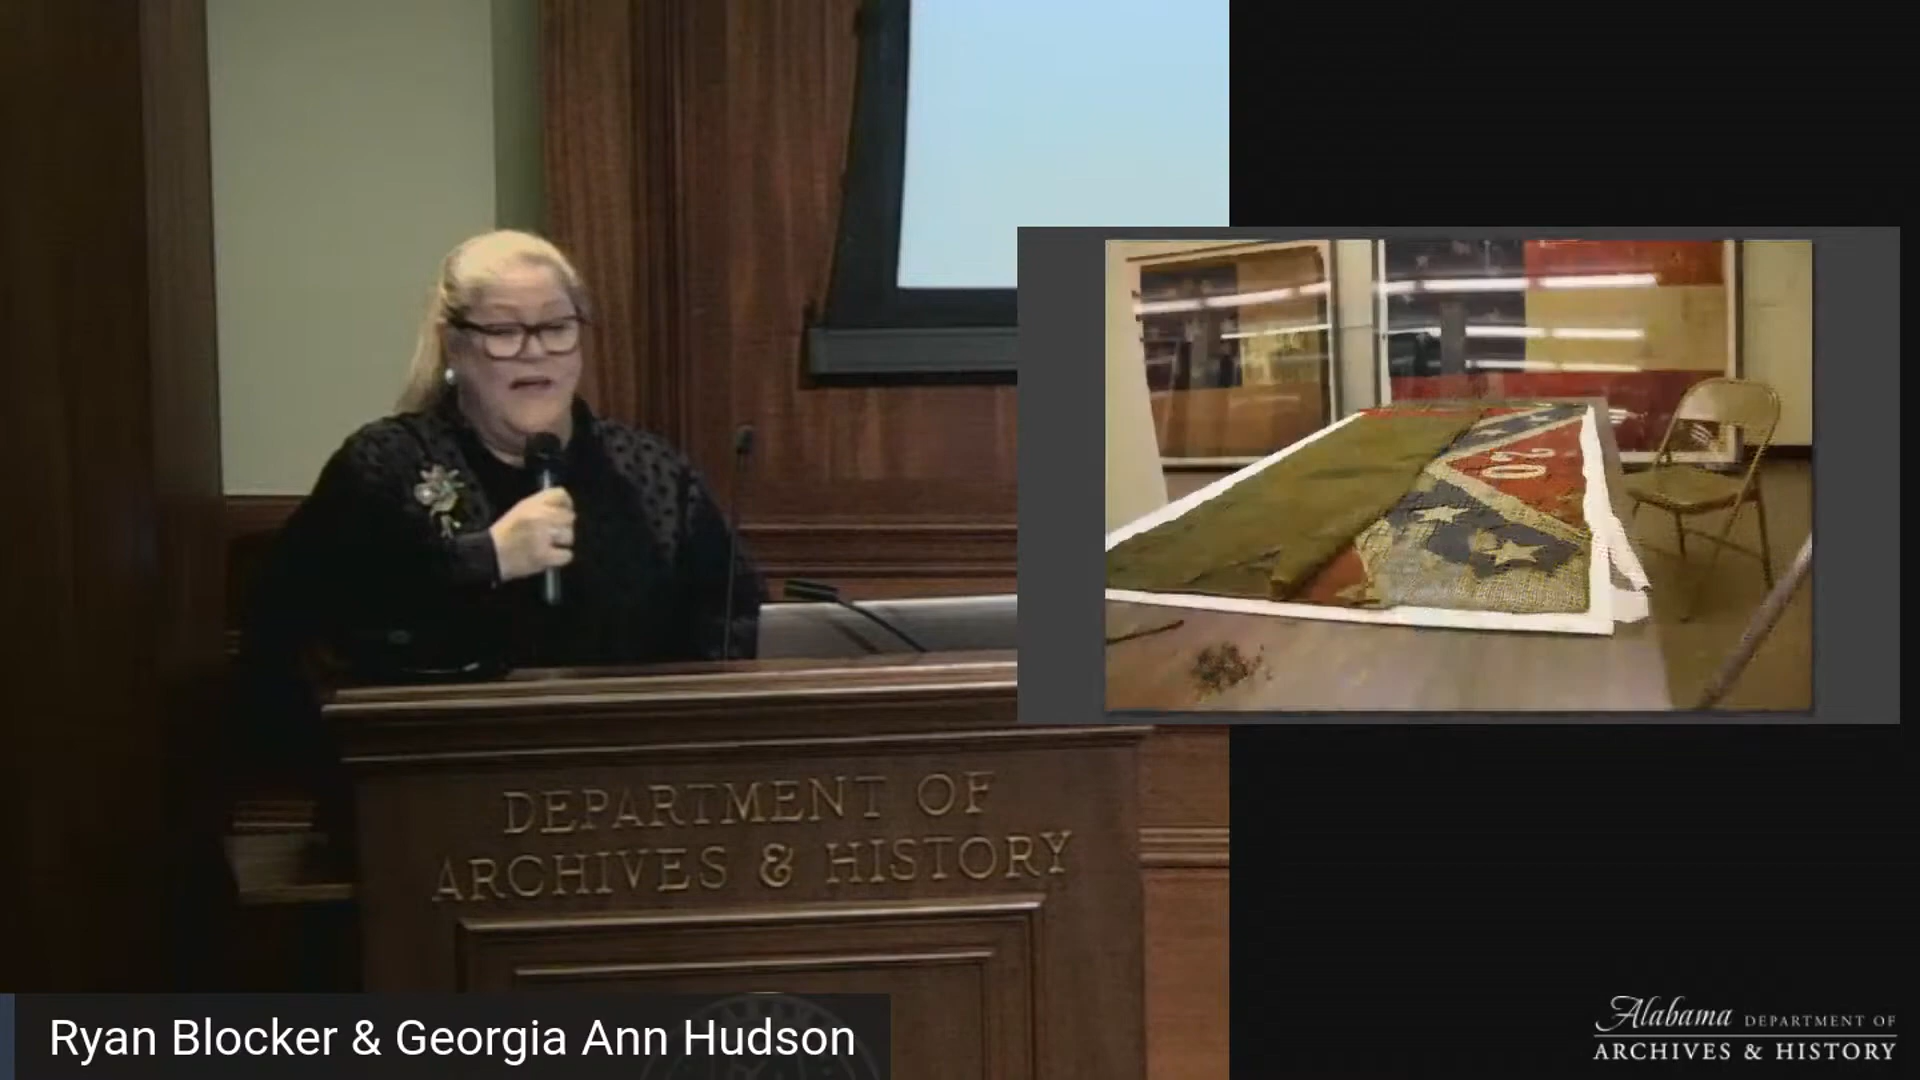 20
DEPARTMENT OF
ARCHIVES & HISTORY
Ryan Blocker & Georgia Ann Hudson
Alabama DEPARTMENT OF
ARCHIVES & HISTORY